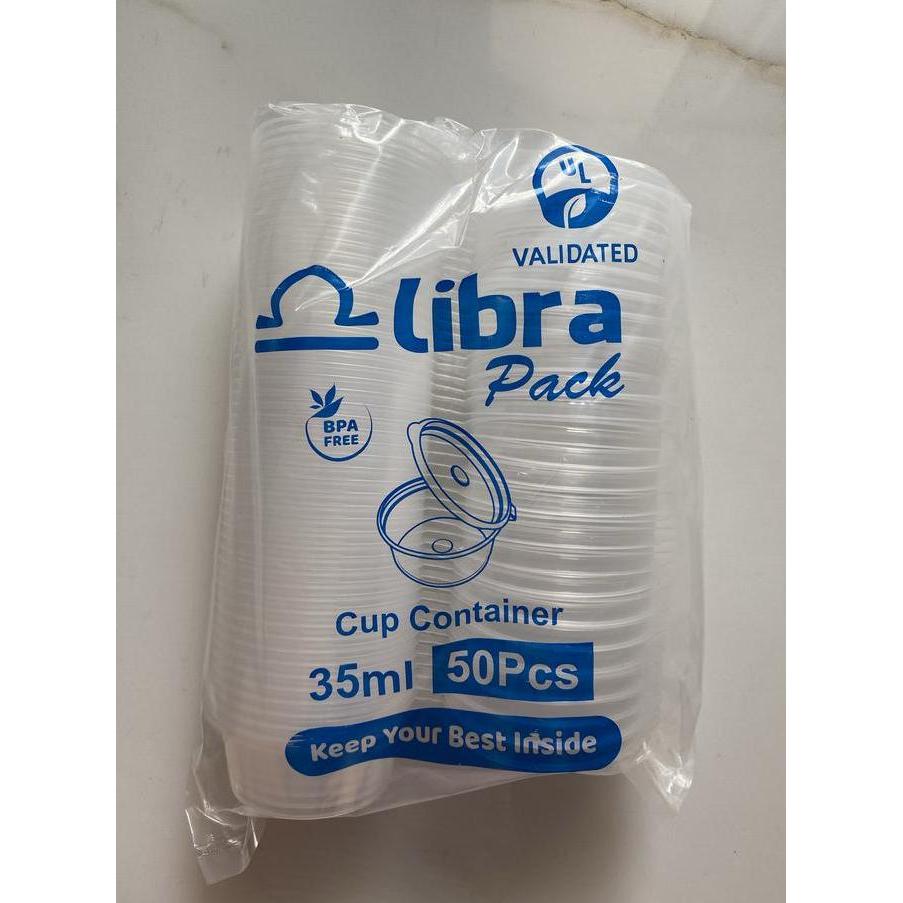 UL
VALIDATED
libra
Pack
BPA
FREE
Cup Container
35ml 50Pcs
Keep Your Best Inside